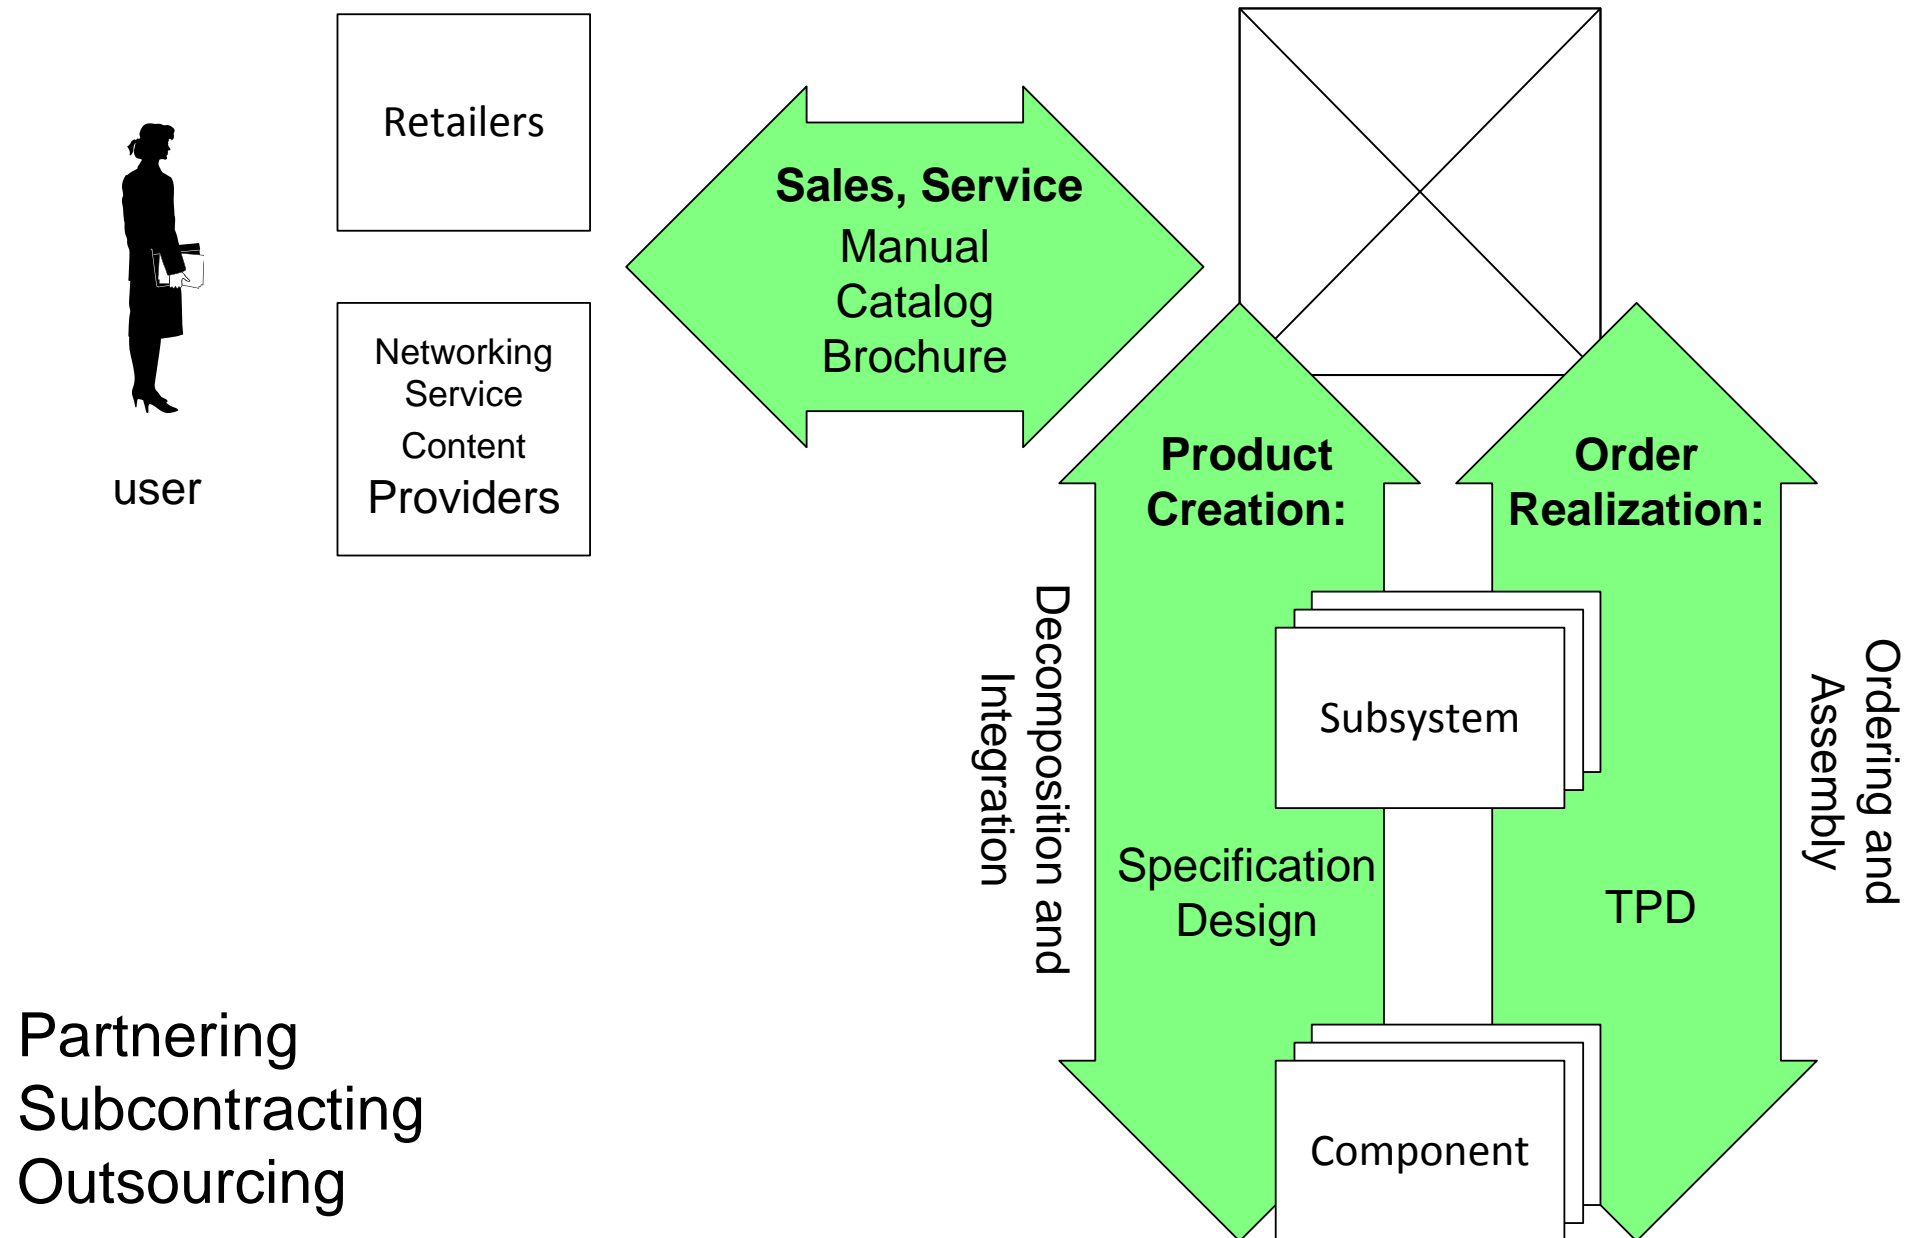 Retailers
user
Networking
Service
Content
Providers
Sales, Service
Manual
Catalog
Brochure
Product
Creation:
Order
Realization:
Decomposition and
Integration
Subsystem
Specification
Design
TPD
Ordering and
Assembly
Component
Partnering
Subcontracting
Outsourcing